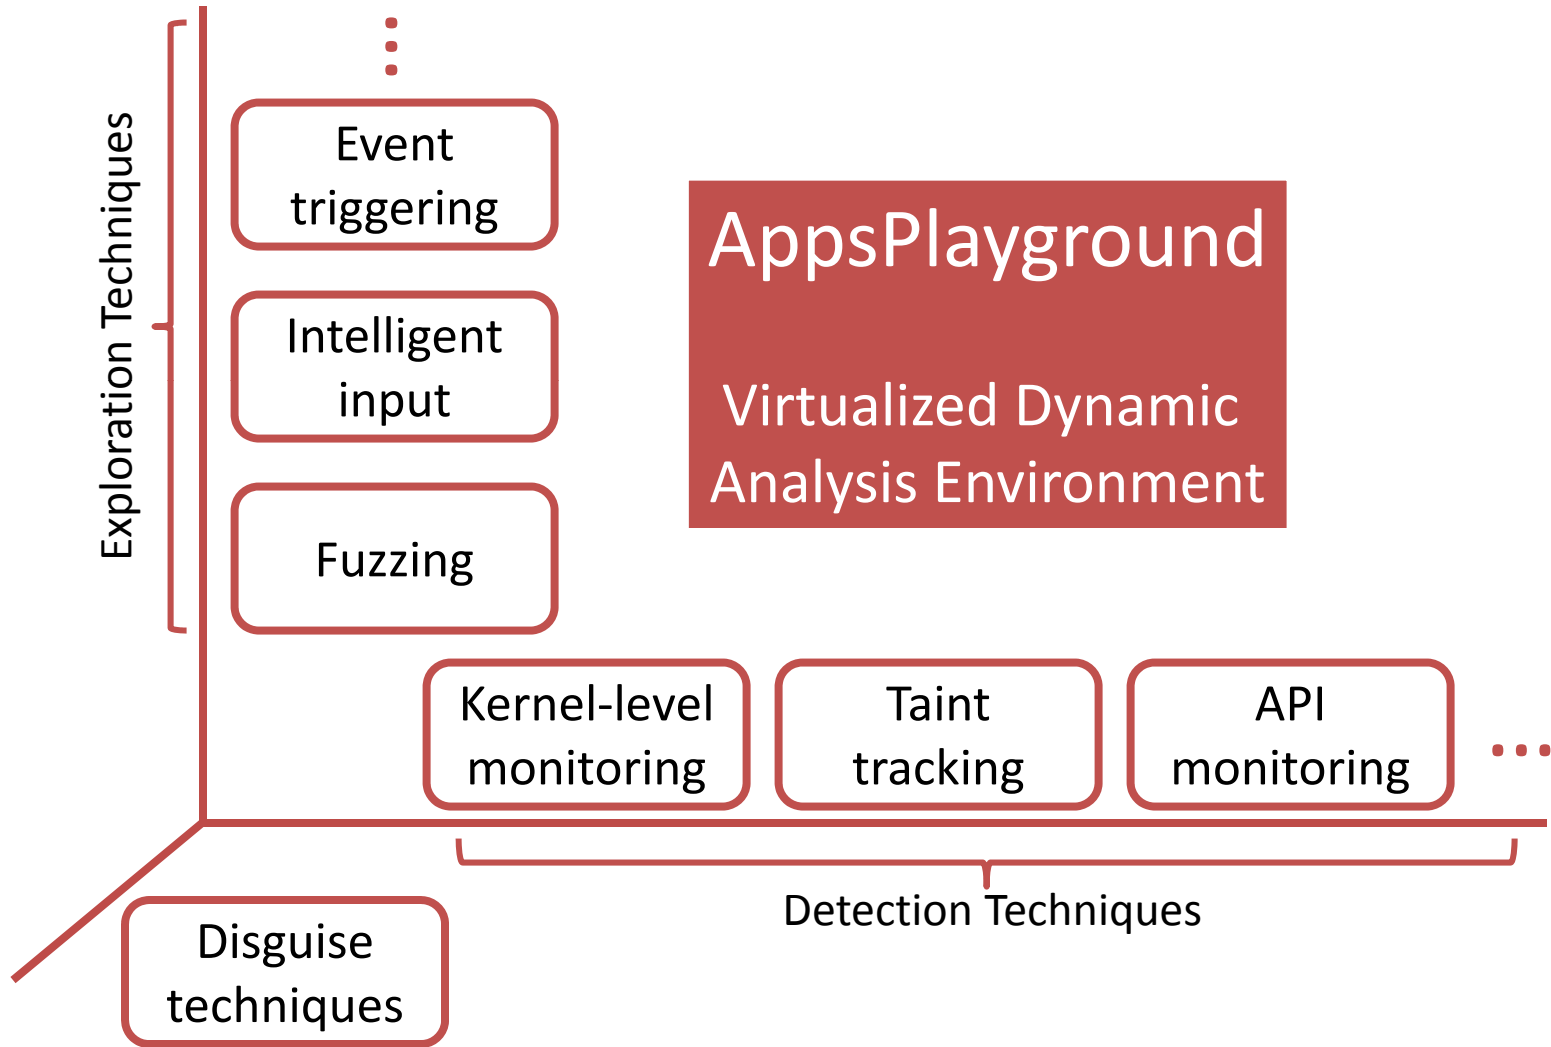 Exploration Techniques
Event
triggering
Intelligent
input
Fuzzing
AppsPlayground
Virtualized Dynamic
Analysis Environment
Kernel-level
monitoring
Taint
tracking
API
monitoring
...
Detection Techniques
Disguise
techniques